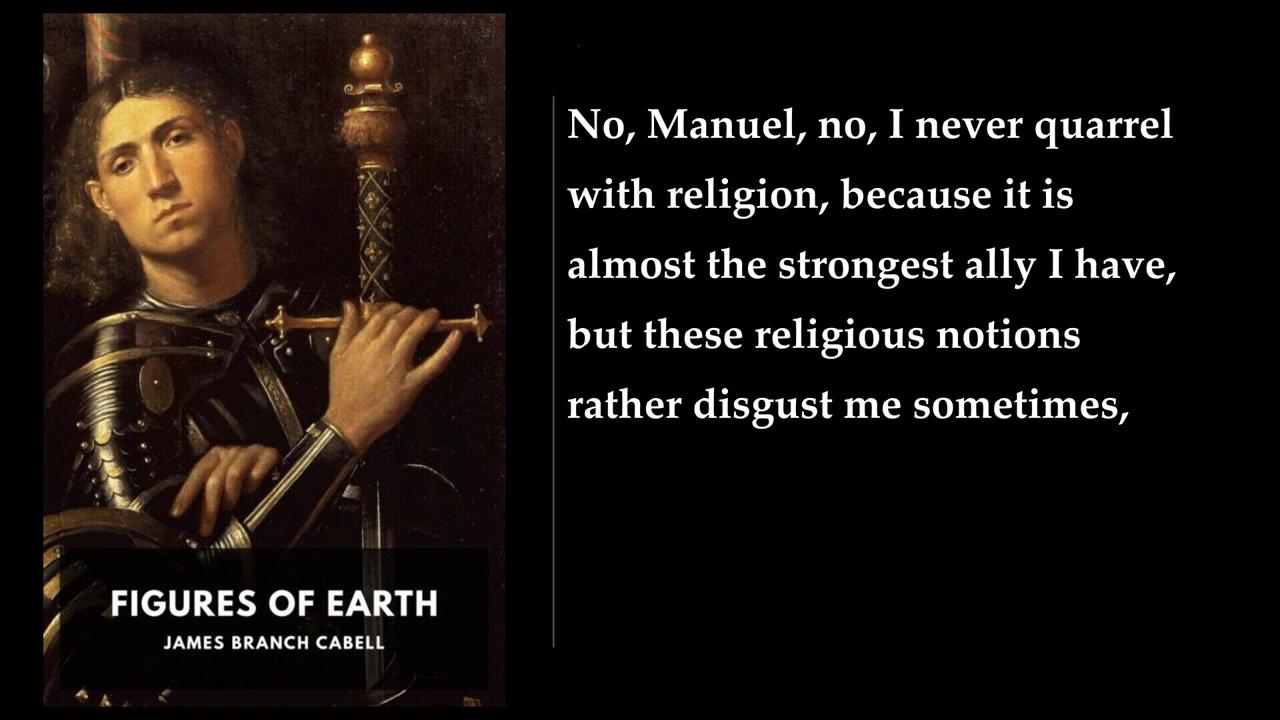 FIGURES OF EARTH
JAMES BRANCH CABELL
No, Manuel, no, I never quarrel
with religion, because it is
almost the strongest ally I have,
but these religious notions
rather disgust me sometimes,